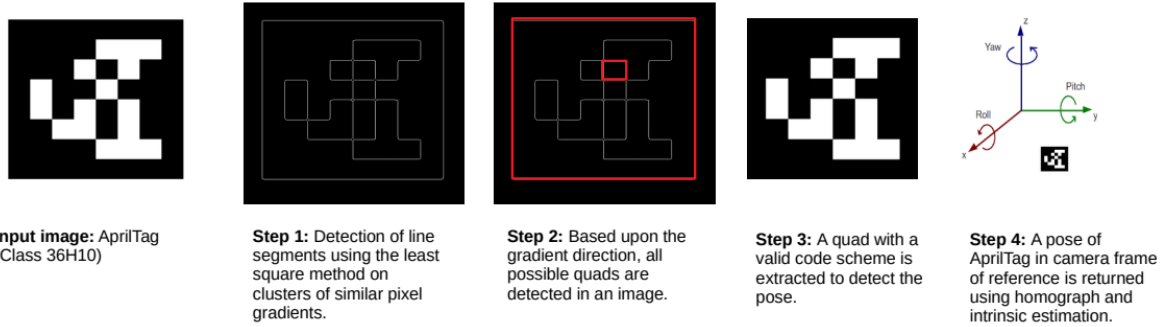 z
Yaw
Pitch
Roll
y
x
nput image: AprilTag
Class 36H10)
Step 1: Detection of line
segments using the least
square method on
clusters of similar pixel
gradients.
Step 2: Based upon the
gradient direction, all
possible quads are
detected in an image.
Step 3: A quad with a
valid code scheme is
extracted to detect the
pose.
Step 4: A pose of
AprilTag in camera frame
of reference is returned
using homograph and
intrinsic estimation.